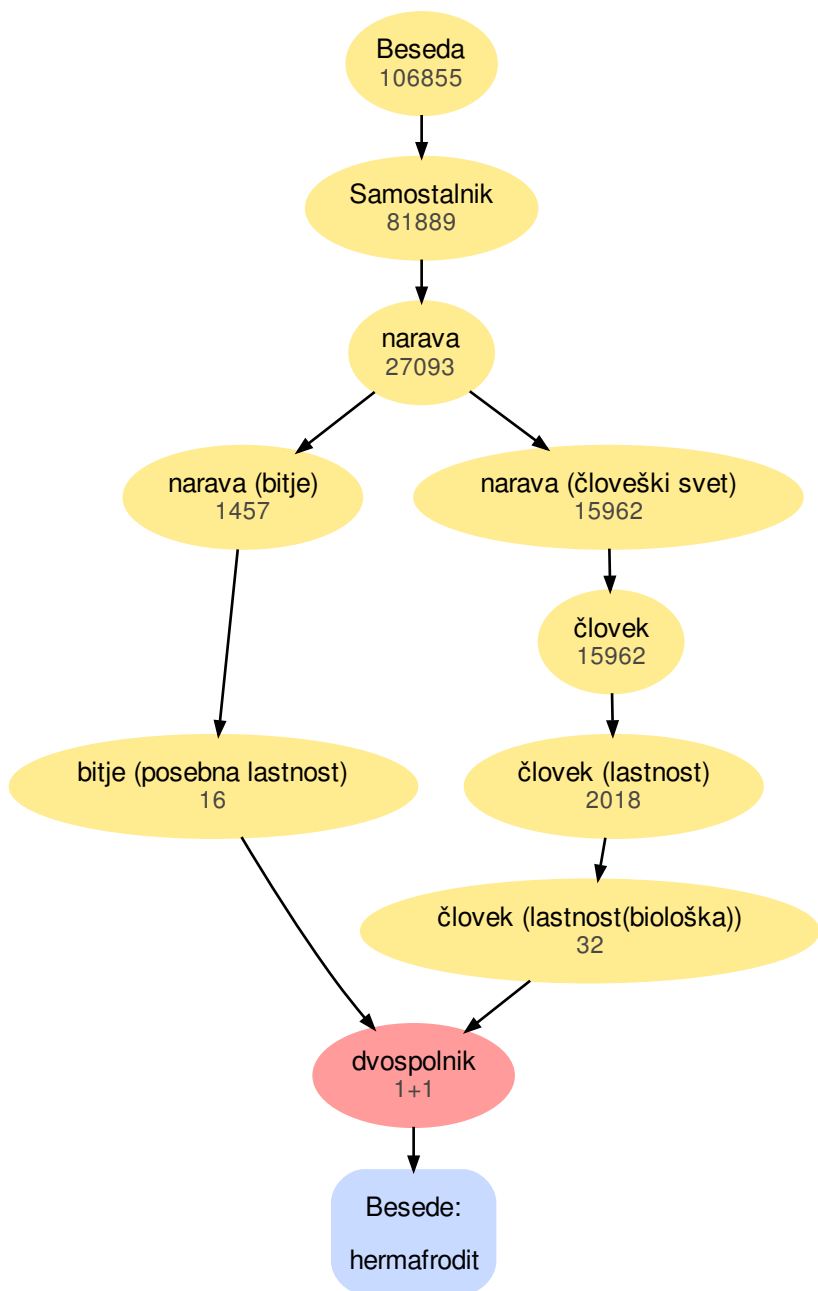 Beseda
106855
Samostalnik
81889
narava
27093
narava (bitje)
1457
narava (človeški svet)
15962
človek
15962
bitje (posebna lastnost)
16
človek (lastnost)
2018
človek (lastnost(biološka))
32
dvospolnik
1+1
Besede:
hermafrodit